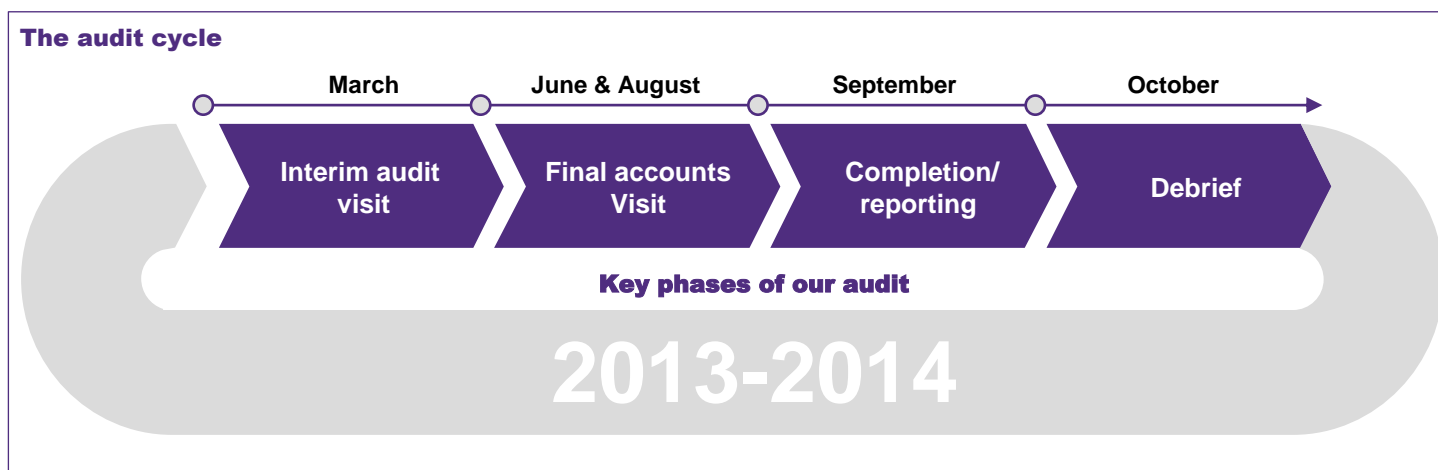 The audit cycle
March
June & August
September
October
Interim audit
visit
Final accounts
Visit
Completion/
reporting
Debrief
Key phases of our audit
2013-2014